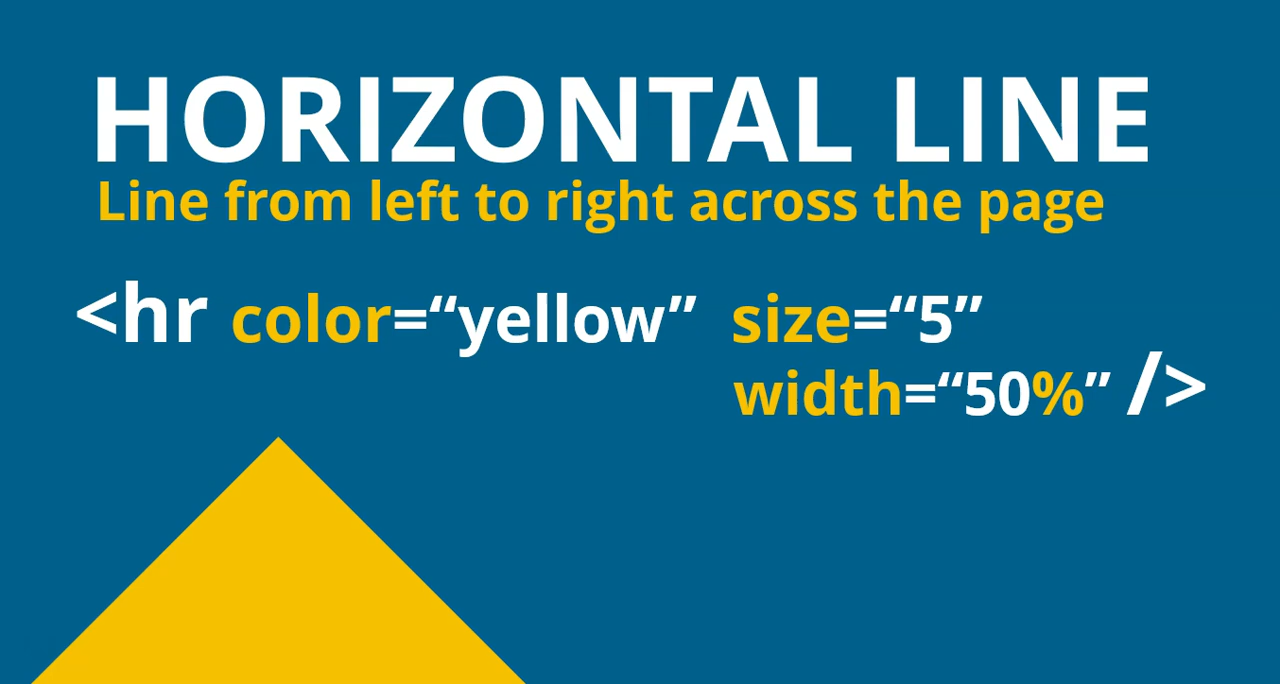 HORIZONTAL LINE
Line from left to right across the page
<hr color=“yellow” size=“5”
width=“50%” />